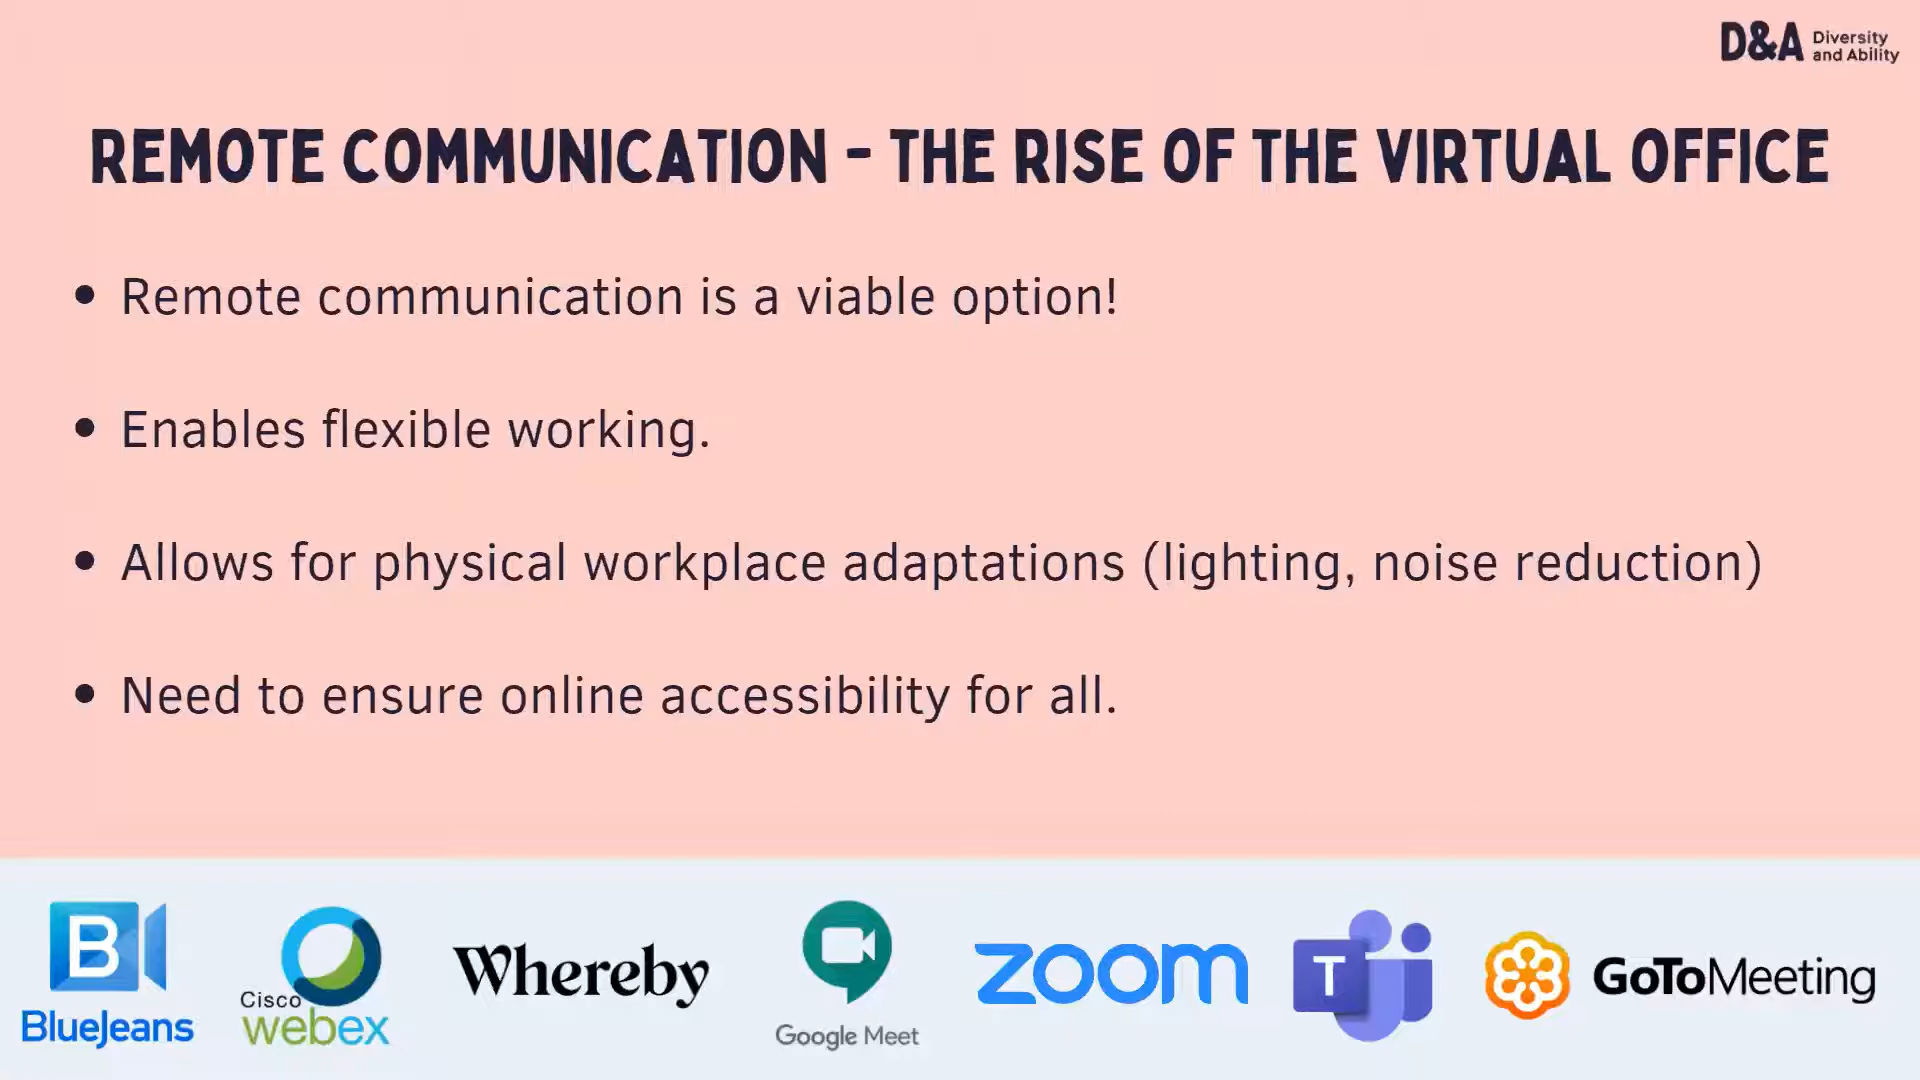 D&A Diversity
and Ability
REMOTE COMMUNICATION - THE RISE OF THE VIRTUAL OFFICE
• Remote communication is a viable option!
• Enables flexible working.
• Allows for physical workplace adaptations (lighting, noise reduction)
• Need to ensure online accessibility for all.
B
BlueJeans
Cisco
webex
Whereby
Google Meet
zoom
T
GoToMeeting